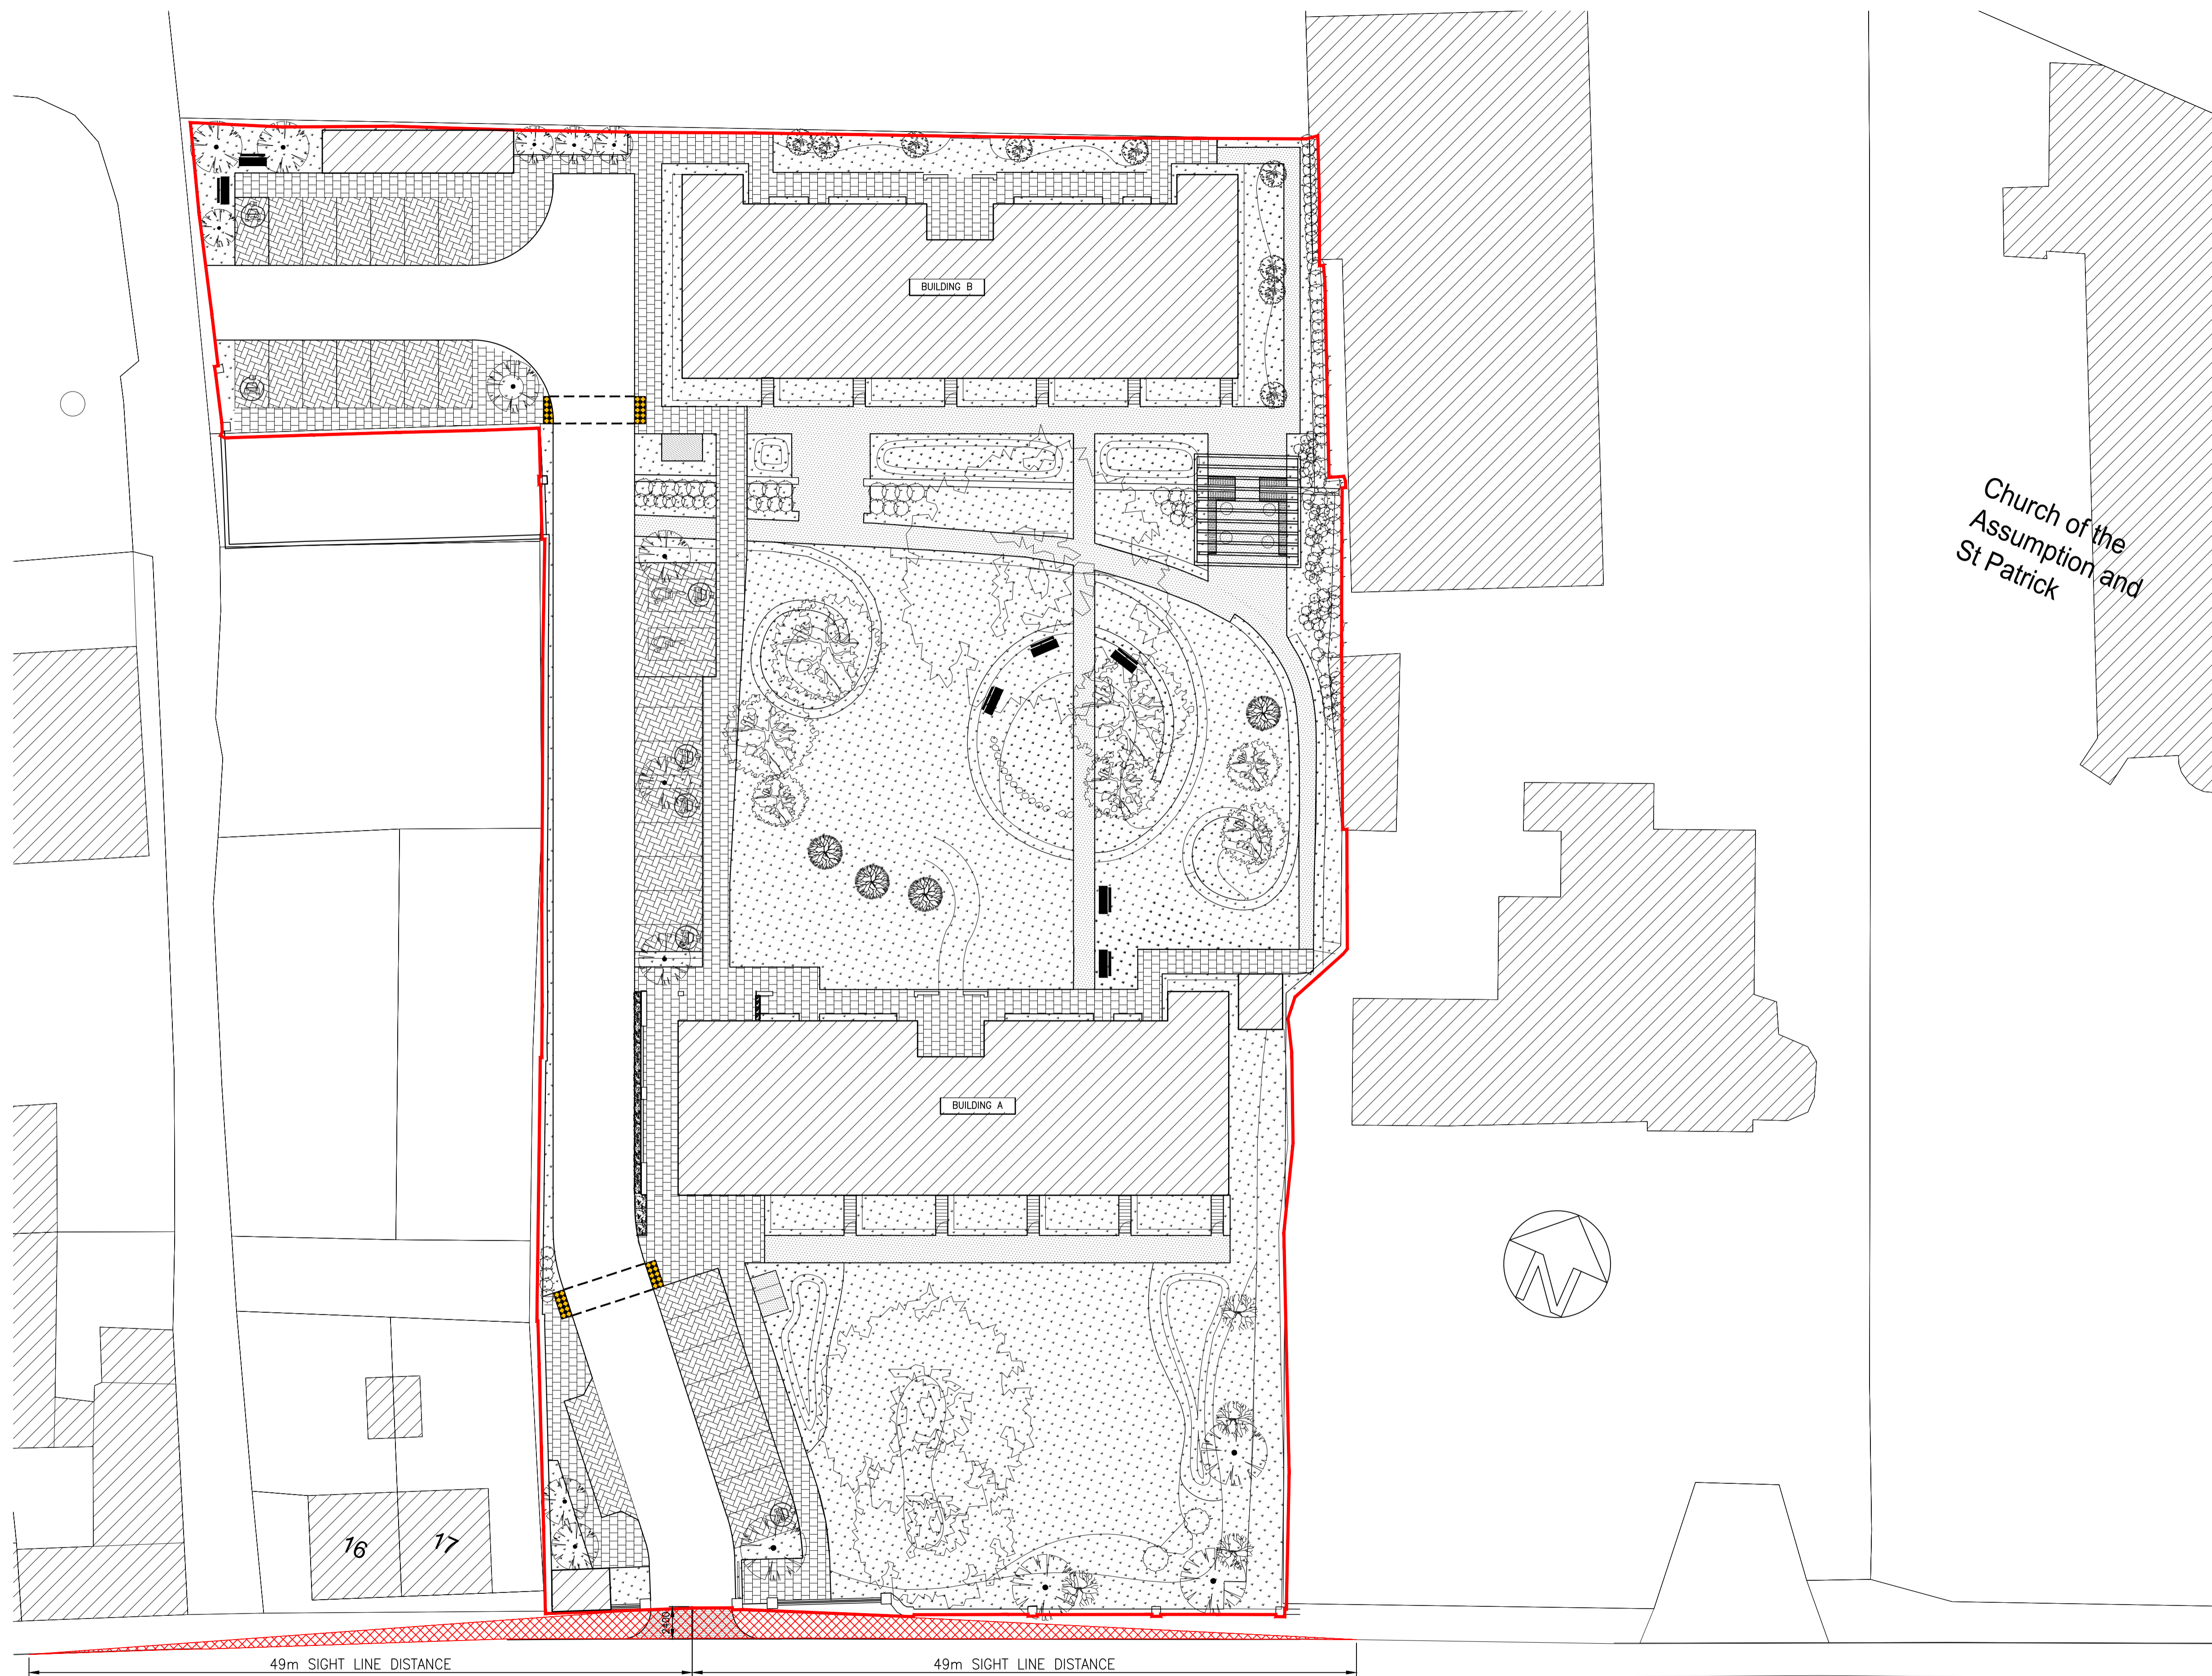 BUILDING B
Church of the
Assumption and
St Patrick
BUILDING A
N
16
17
2400
49m SIGHT LINE DISTANCE
49m SIGHT LINE DISTANCE